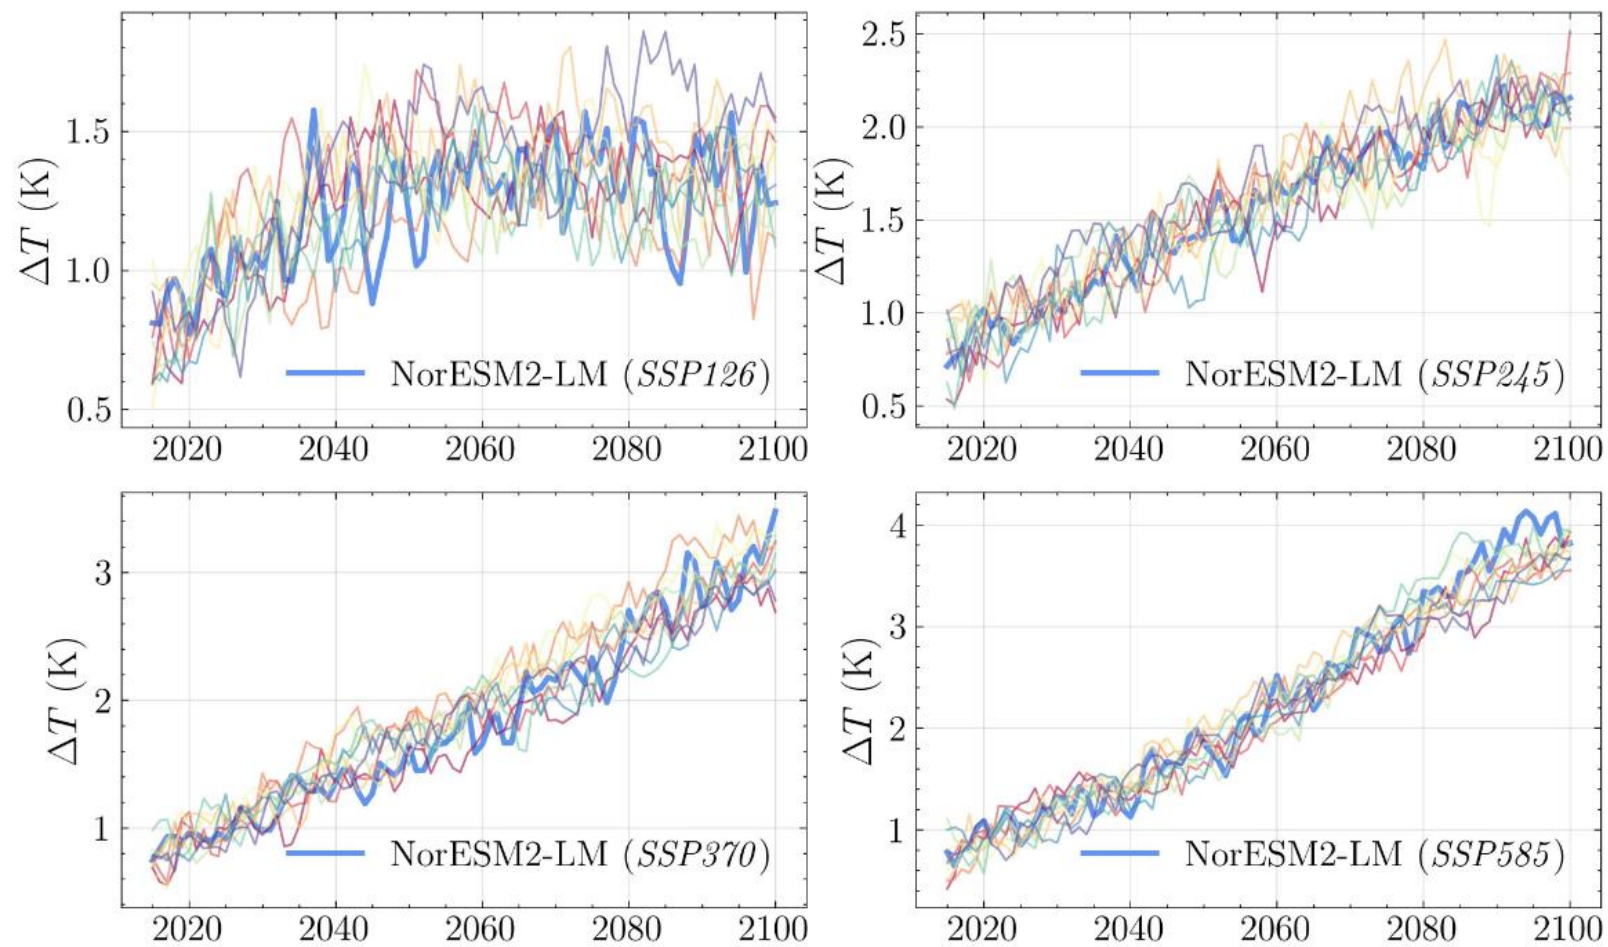 1.5
1.0
0.5
ΔT (K)
NorESM2-LM (SSP126)
2020 2040 2060 2080 2100
2.5
2.0
1.5
1.0
0.5
ΔT (K)
NorESM2-LM (SSP245)
2020 2040 2060 2080 2100
3
2
1
ΔT (K)
NorESM2-LM (SSP370)
2020 2040 2060 2080 2100
4
3
2
1
ΔT (K)
NorESM2-LM (SSP585)
2020 2040 2060 2080 2100